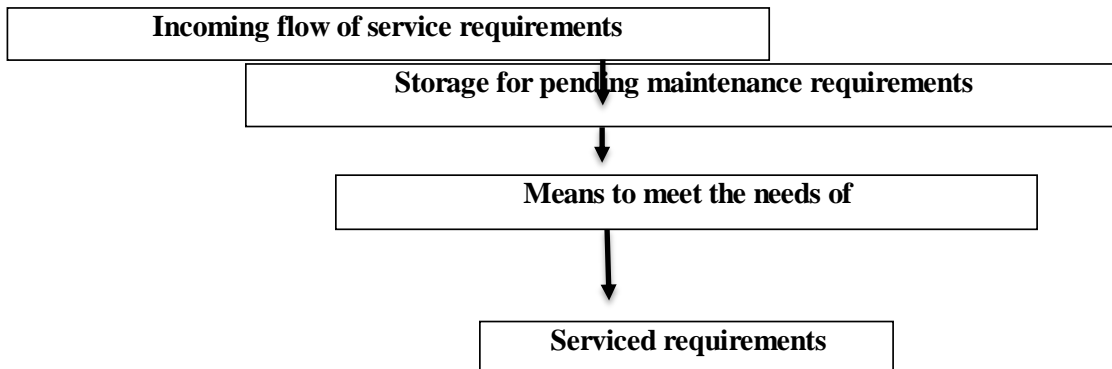 Incoming flow of service requirements
Storage for pending maintenance requirements
Means to meet the needs of
Serviced requirements